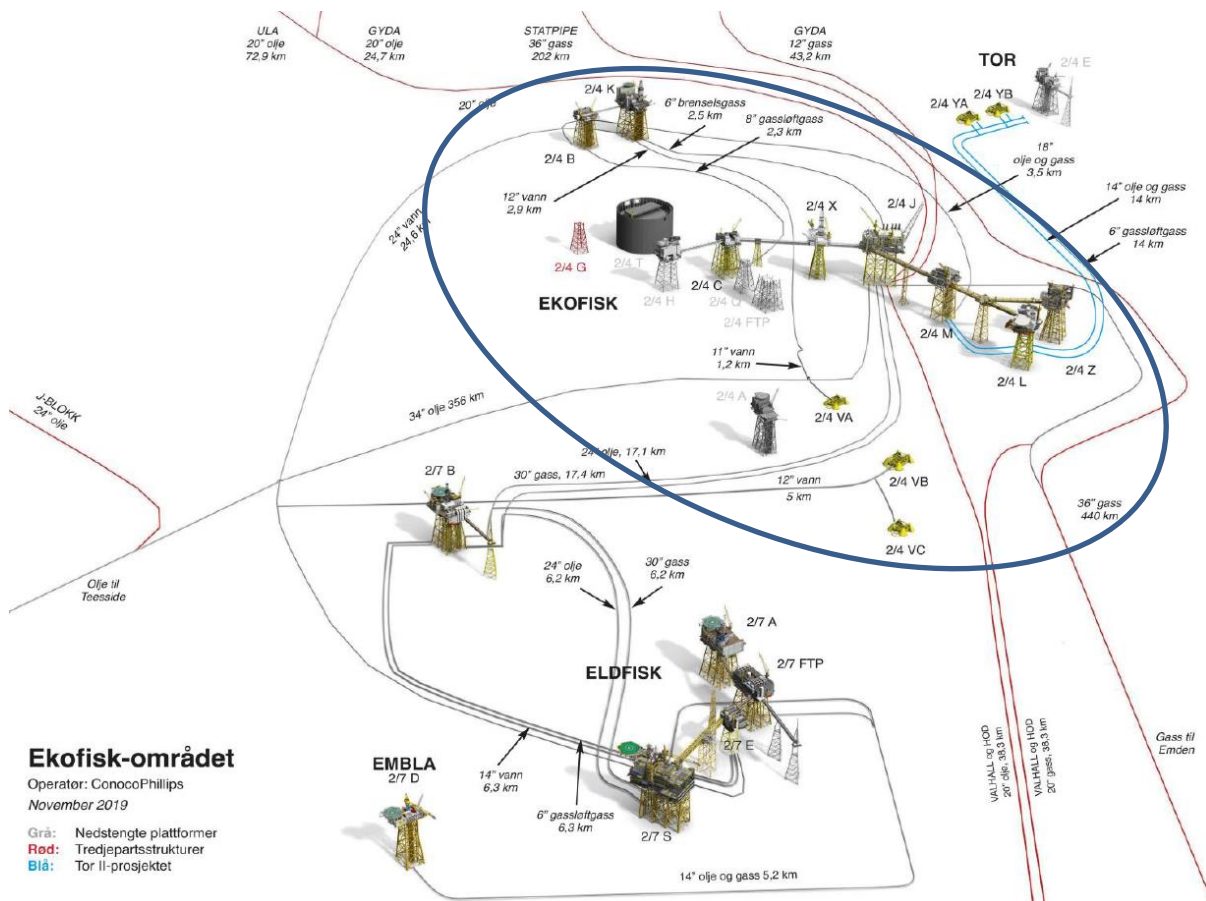 ULA
20" olje
72,9 km
GYDA
20" olje
24,7 km
STATPIPE
36" gass
202 km
GYDA
12" gass
43,2 km
TOR
2/4 E
2/4 YA
2/4 YB
2/4 K
20" olje
6" brenselsgass
2,5 km
8" gassløftgass
2,3 km
2/4 B
18"
olje og gass
3,5 km
12" vann
2,9 km
14" olje og gass
14 km
24" vann
24,6 km
2/4 X
2/4 J
6" gassløftgass
14 km
2/4 G
2/4 T
2/4 H
2/4 C
2/4 Q
2/4 FTP
EKOFISK
2/4 M
2/4 L
2/4 Z
11" vann
1,2 km
J-BLOKK
24" olje
34" olje 356 km
2/4 A
2/4 VA
24" olje, 17,1 km
30" gass, 17,4 km
2/7 B
12" vann
5 km
2/4 VB
2/4 VC
36" gass
440 km
Olje til
Teesside
24" olje
6,2 km
30" gass
6,2 km
2/7 A
2/7 FTP
ELDFISK
2/7 E
VALHALL og HOD
20" olje, 38,3 km
VALHALL og HOD
20" gass, 38,3 km
Gass til
Emden
Ekofisk-området
Operatør: ConocoPhillips
November 2019
Grå: Nedstengte plattformer
Rød: Tredjepartsstrukturer
Blå: Tor II-prosjektet
EMBLA
2/7 D
14" vann
6,3 km
6" gassløftgass
6,3 km
2/7 S
14" olje og gass 5,2 km